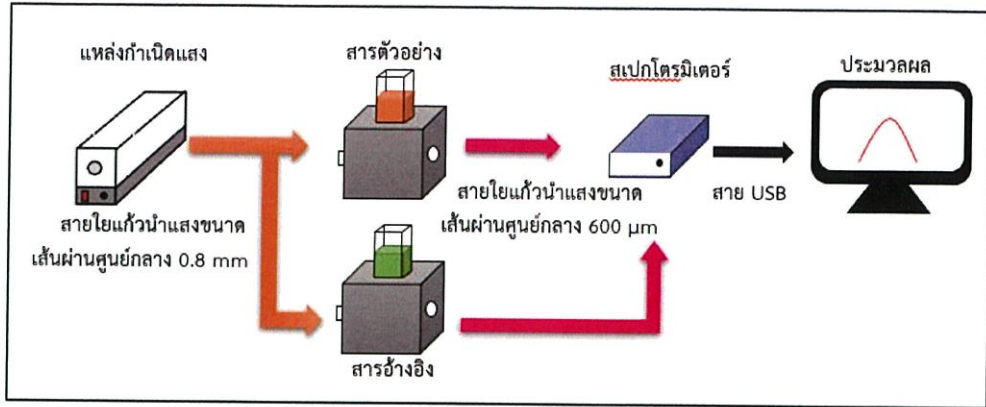 แหล่งกำเนิดแสง
สารตัวอย่าง
สเปกโตรมิเตอร์
ประมวลผล
สายใยแก้วนำแสงขนาด
เส้นผ่านศูนย์กลาง 0.8 mm
สายใยแก้วนำแสงขนาด
เส้นผ่านศูนย์กลาง 600 μm
สาย USB
สารอ้างอิง